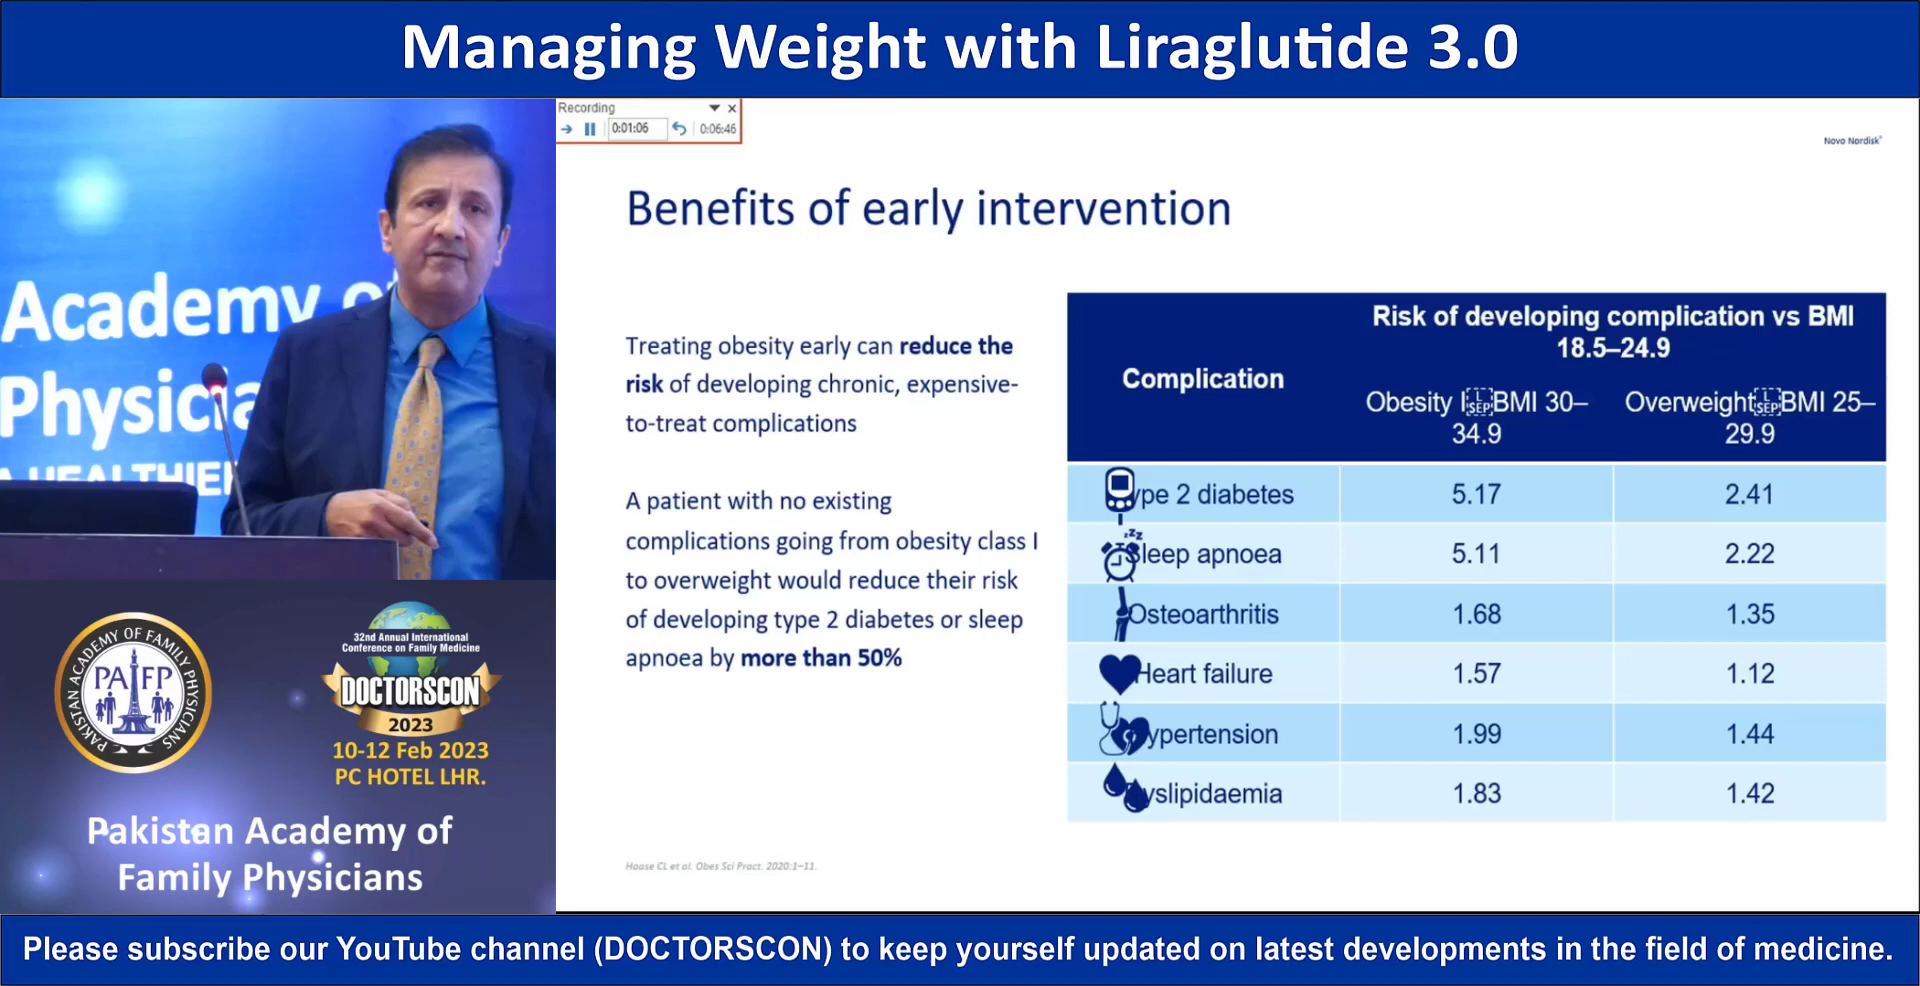 Managing Weight with Liraglutide 3.0
Academy of
Physicia
A HEALTHIER
PAKISTAN ACADEMY OF FAMILY PHYSICIANS
PAFP
32nd Annual International
Conference on Family Medicine
DOCTORSCON
2023
10-12 Feb 2023
PC HOTEL LHR.
Pakistan Academy of
Family Physicians
Recording
0:01:06
0:06:46
Novo Nordisk®
Benefits of early intervention
Treating obesity early can reduce the
risk of developing chronic, expensive-
to-treat complications
A patient with no existing
complications going from obesity class I
to overweight would reduce their risk
of developing type 2 diabetes or sleep
apnoea by more than 50%
Complication
Risk of developing complication vs BMI
18.5–24.9
Obesity I LSEP BMI 30–
34.9
Overweight LSEP BMI 25–
29.9
ype 2 diabetes 5.17 2.41
zZz
Sleep apnoea 5.11 2.22
Osteoarthritis 1.68 1.35
Heart failure 1.57 1.12
ypertension 1.99 1.44
yslipidaemia 1.83 1.42
Haase CL et al. Obes Sci Pract. 2020:1–11.
Please subscribe our YouTube channel (DOCTORSCON) to keep yourself updated on latest developments in the field of medicine.